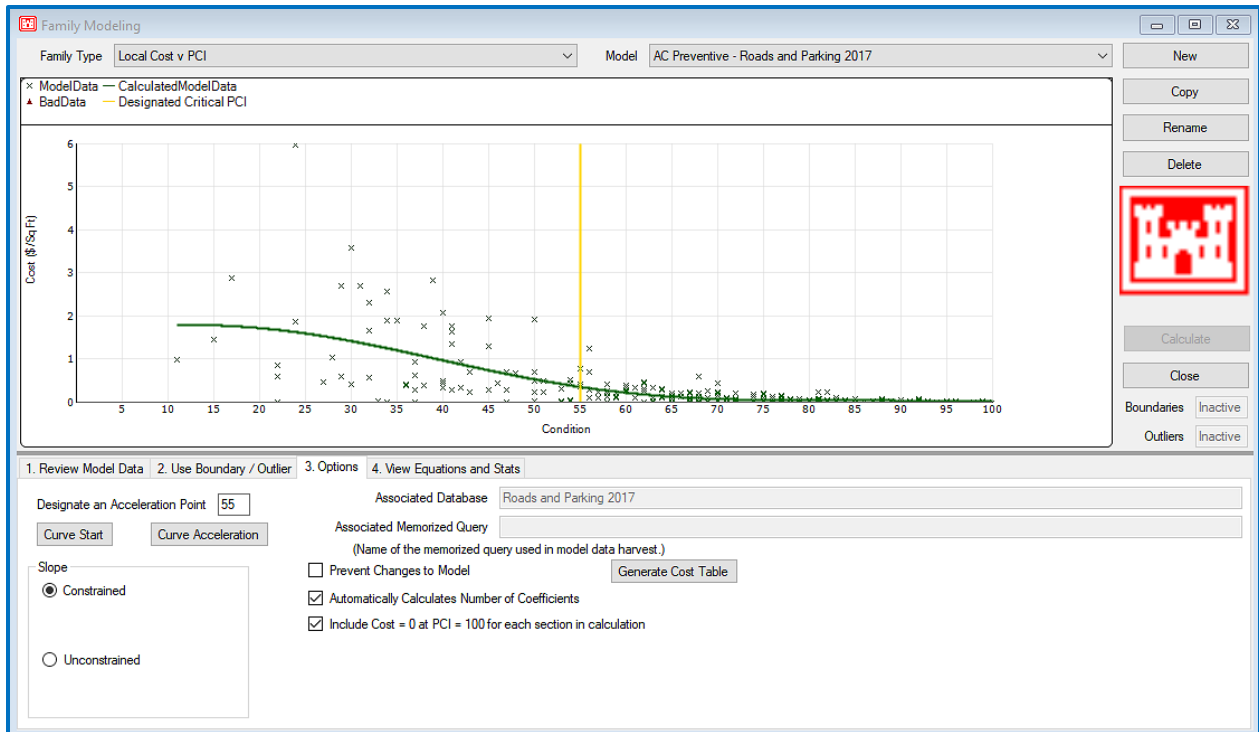 Family Modeling
Family Type Local Cost v PCI Model AC Preventive - Roads and Parking 2017 New
ModelData CalculatedModelData
BadData Designated Critical PCI
Copy
Rename
Delete
6
5
4
3
2
1
0
Cost ($/Sq Ft)
5 10 15 20 25 30 35 40 45 50 55 60 65 70 75 80 85 90 95 100
Condition
Calculate
Close
Boundaries Inactive
Outliers Inactive
1. Review Model Data 2. Use Boundary / Outlier 3. Options 4. View Equations and Stats
Designate an Acceleration Point 55
Curve Start Curve Acceleration
Slope
Constrained
Unconstrained
Associated Database Roads and Parking 2017
Associated Memorized Query
(Name of the memorized query used in model data harvest.)
Prevent Changes to Model Generate Cost Table
Automatically Calculates Number of Coefficients
Include Cost = 0 at PCI = 100 for each section in calculation